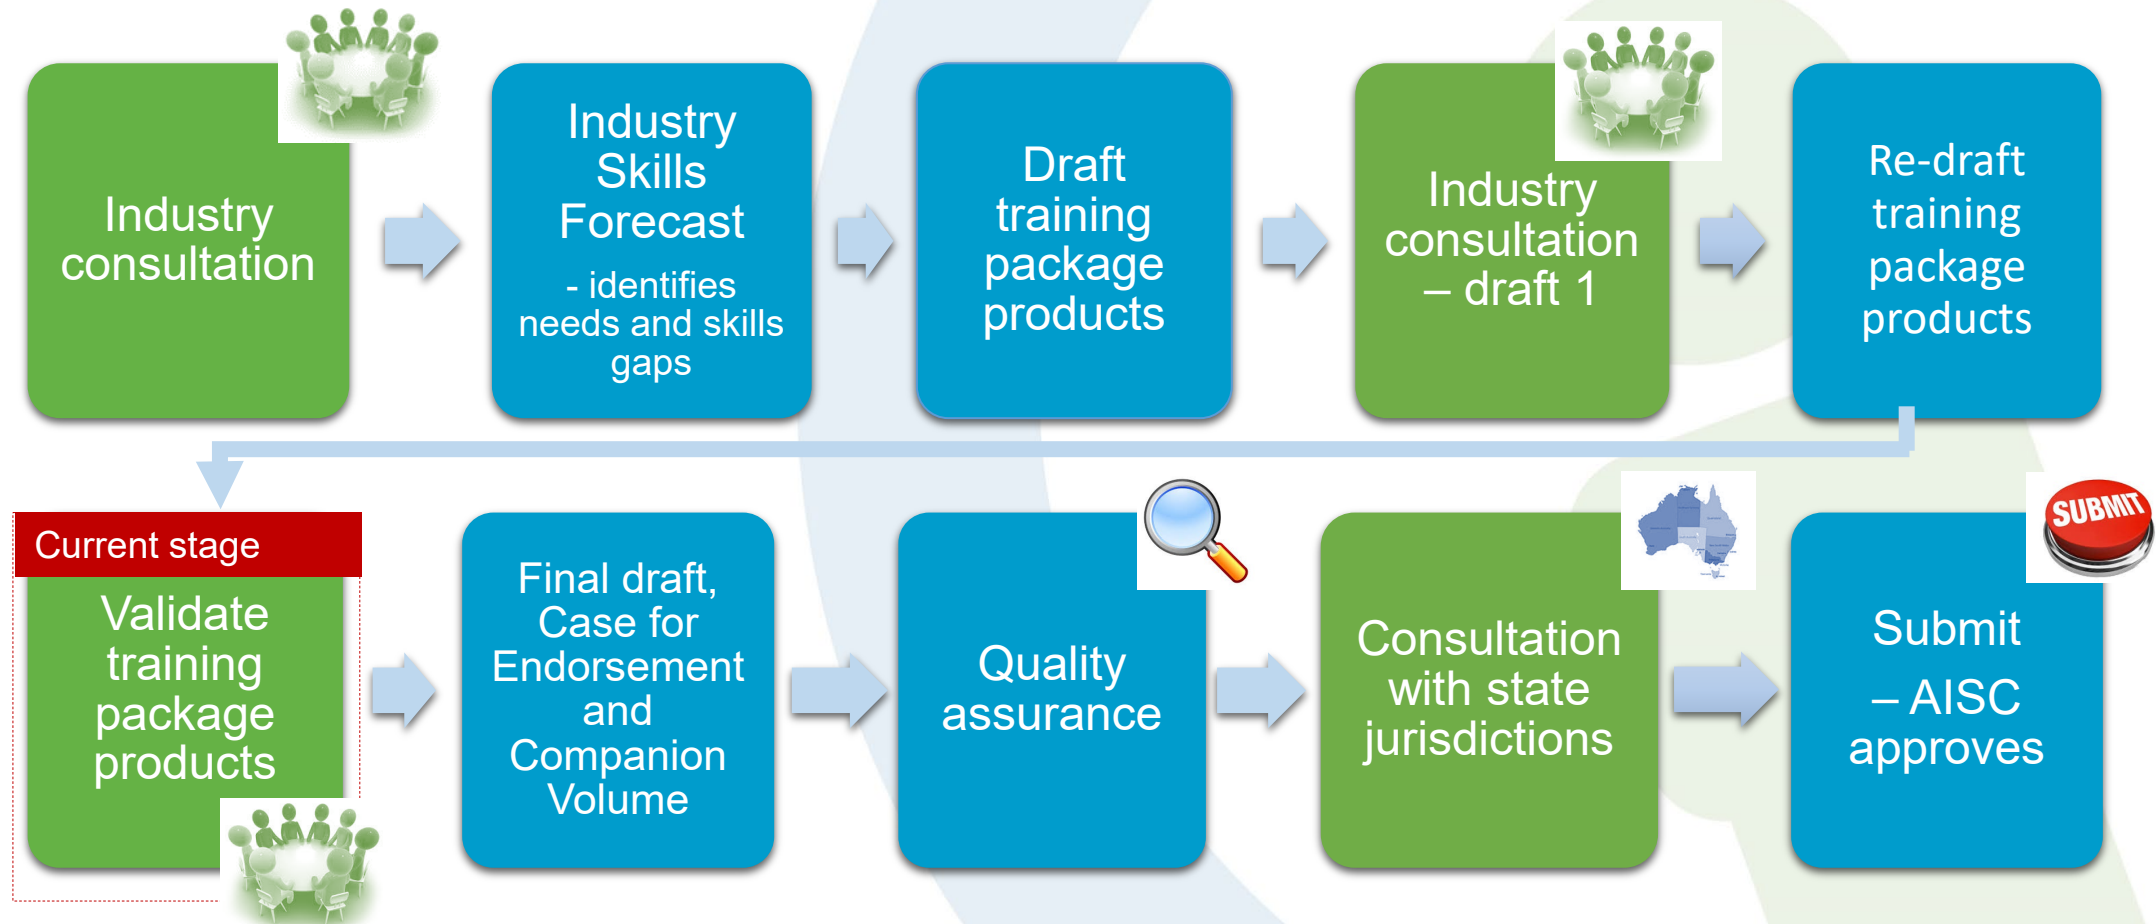 Industry
consultation
Industry
Skills
Forecast
- identifies
needs and skills
gaps
Draft
training
package
products
Industry
consultation
– draft 1
Re-draft
training
package
products
Current stage
Validate
training
package
products
Final draft,
Case for
Endorsement
and
Companion
Volume
Quality
assurance
Consultation
with state
jurisdictions
SUBMIT
Submit
– AISC
approves